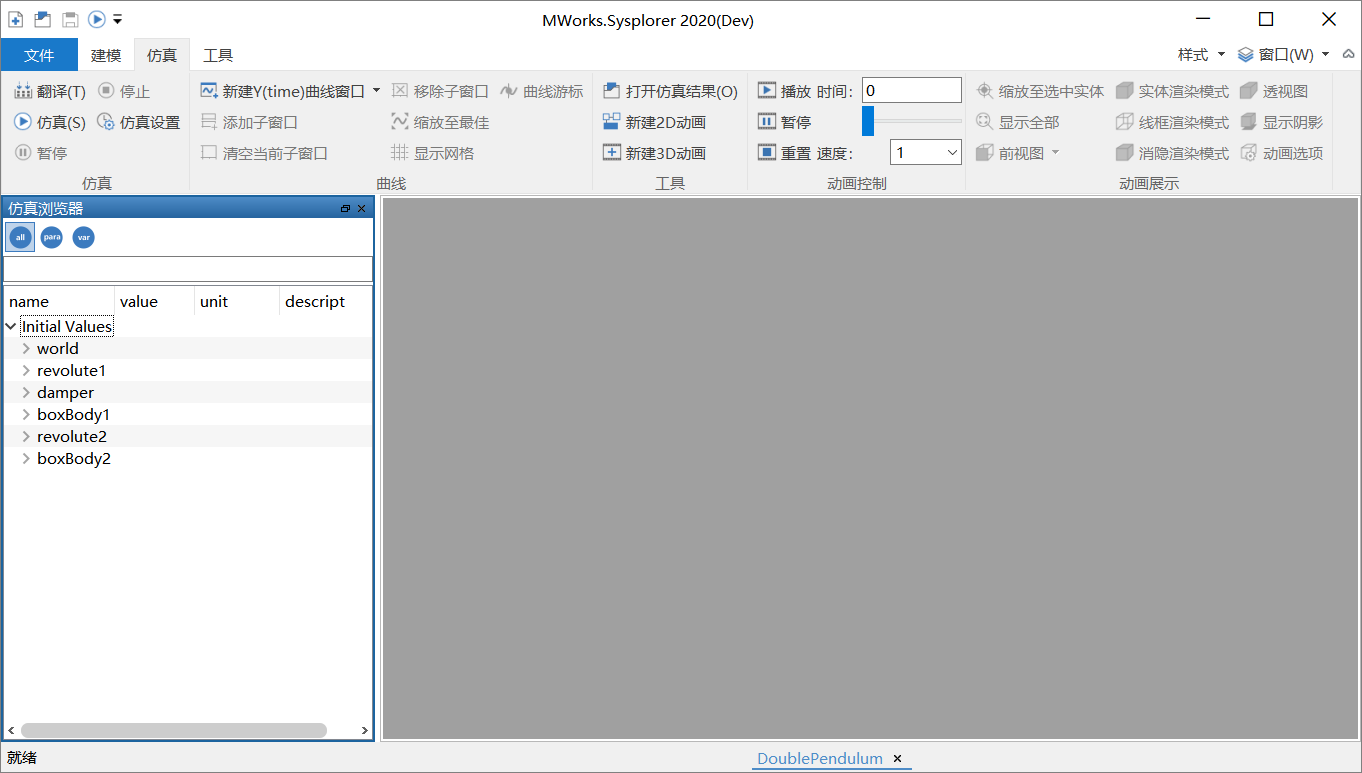 MWorks.Sysplorer 2020(Dev)
文件 建模 仿真 工具 样式 窗口(W)
翻译(T) 停止 新建Y(time)曲线窗口 移除子窗口 曲线游标 打开仿真结果(O) 播放 时间: 0 缩放至选中实体 实体渲染模式 透视图
仿真(S) 仿真设置 添加子窗口 缩放至最佳 新建2D动画 暂停 显示全部 线框渲染模式 显示阴影
暂停 清空当前子窗口 显示网格 新建3D动画 重置 速度: 1 前视图 消隐渲染模式 动画选项
仿真 曲线 工具 动画控制 动画展示
仿真浏览器
all para var
name value unit descript
Initial Values
world
revolute1
damper
boxBody1
revolute2
boxBody2
就绪 DoublePendulum